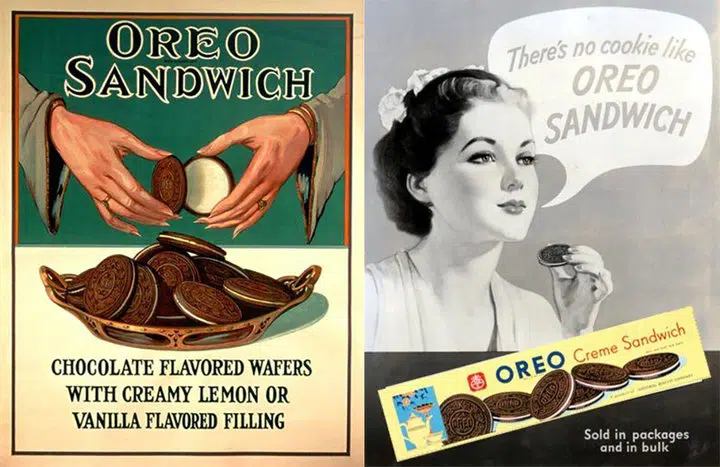 OREO
SANDWICH
CHOCOLATE FLAVORED WAFERS
WITH CREAMY LEMON OR
VANILLA FLAVORED FILLING
There's no cookie like
OREO
SANDWICH
OREO Creme Sandwich
OREO
Sold in packages
and in bulk